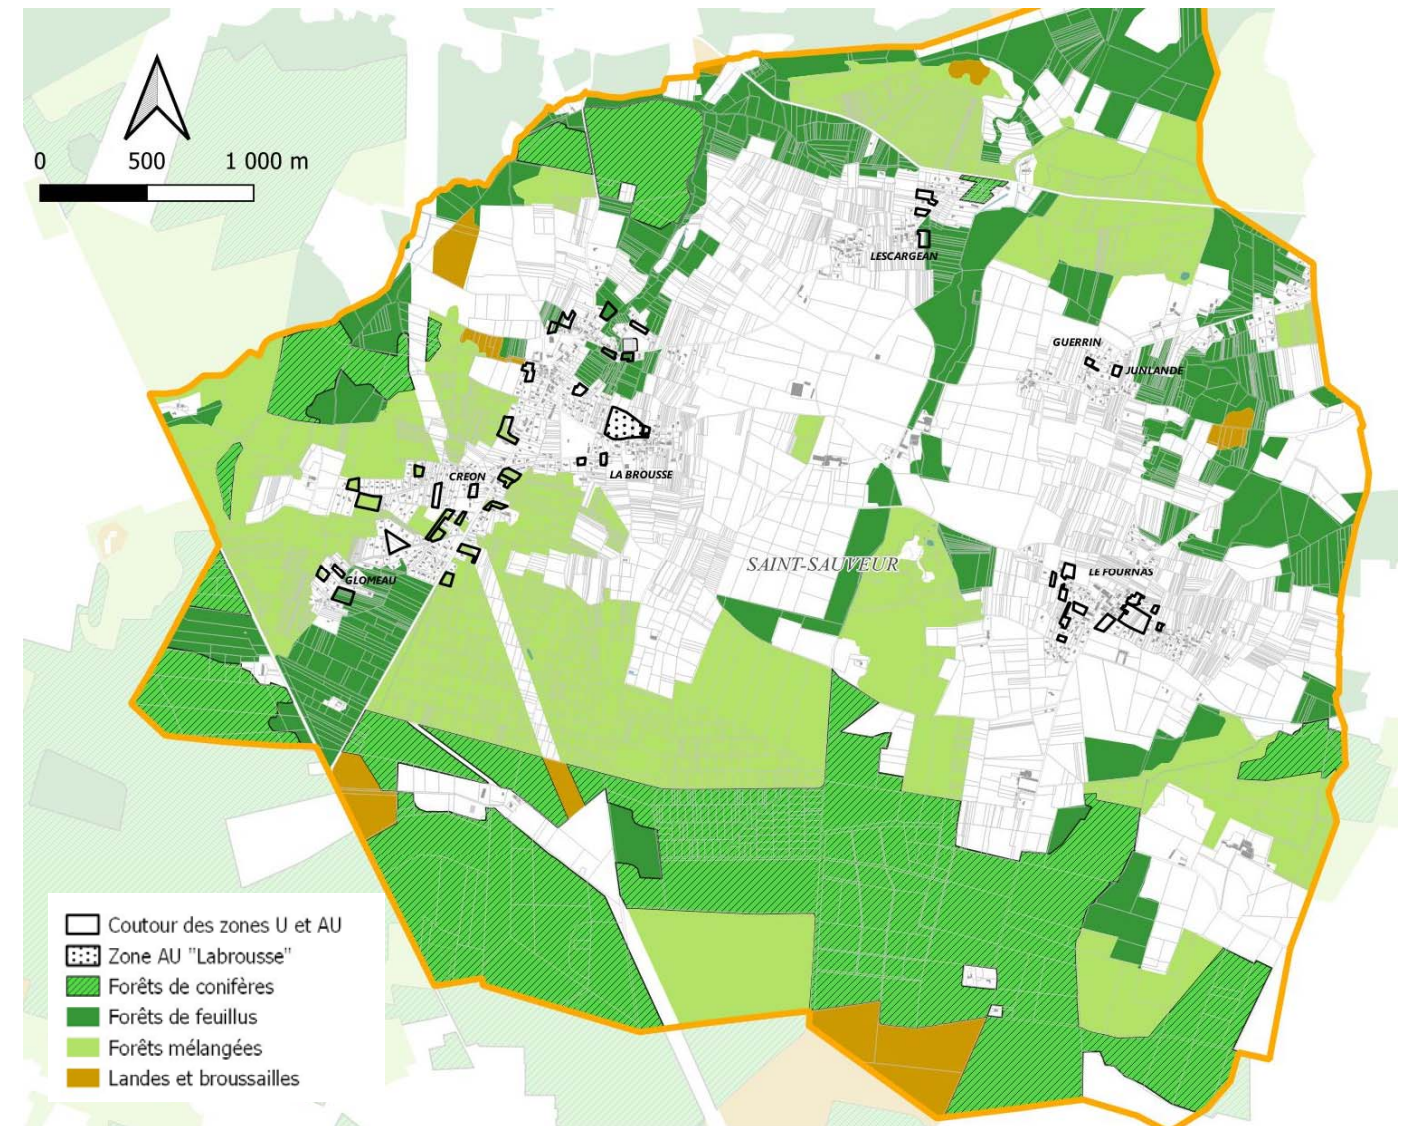 0 500 1 000 m
LESCARGEAN
GUERRIN
JUNLANDE
CREON
LA BROUSSE
SAINT-SAUVEUR
LE FOURNAS
GLOMEAU
Coutour des zones U et AU
Zone AU "Labrousse"
Forêts de conifères
Forêts de feuillus
Forêts mélangées
Landes et broussailles